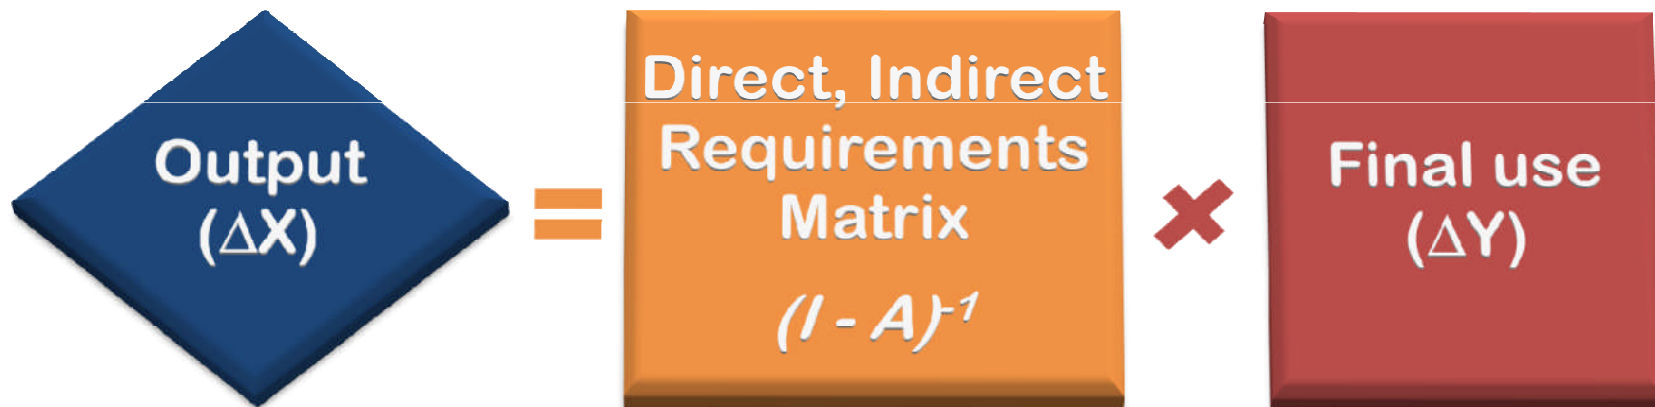 Output
(ΔX)
=
Direct, Indirect
Requirements
Matrix
(I - A)⁻¹
×
Final use
(ΔY)